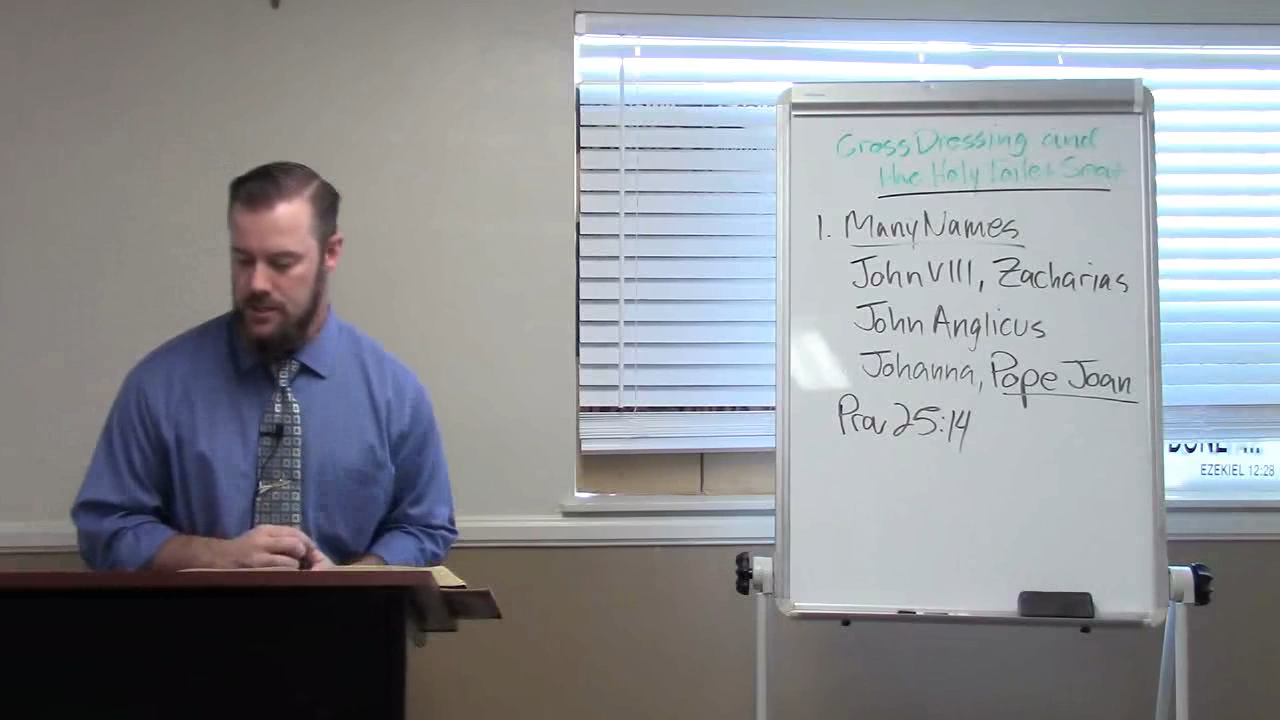 Cross Dressing and
the Holy Toilet Seat
1. Many Names
John VIII, Zacharias
John Anglicus
Johanna, Pope Joan
Prov 25:14
DONE
EZEKIEL 12:28